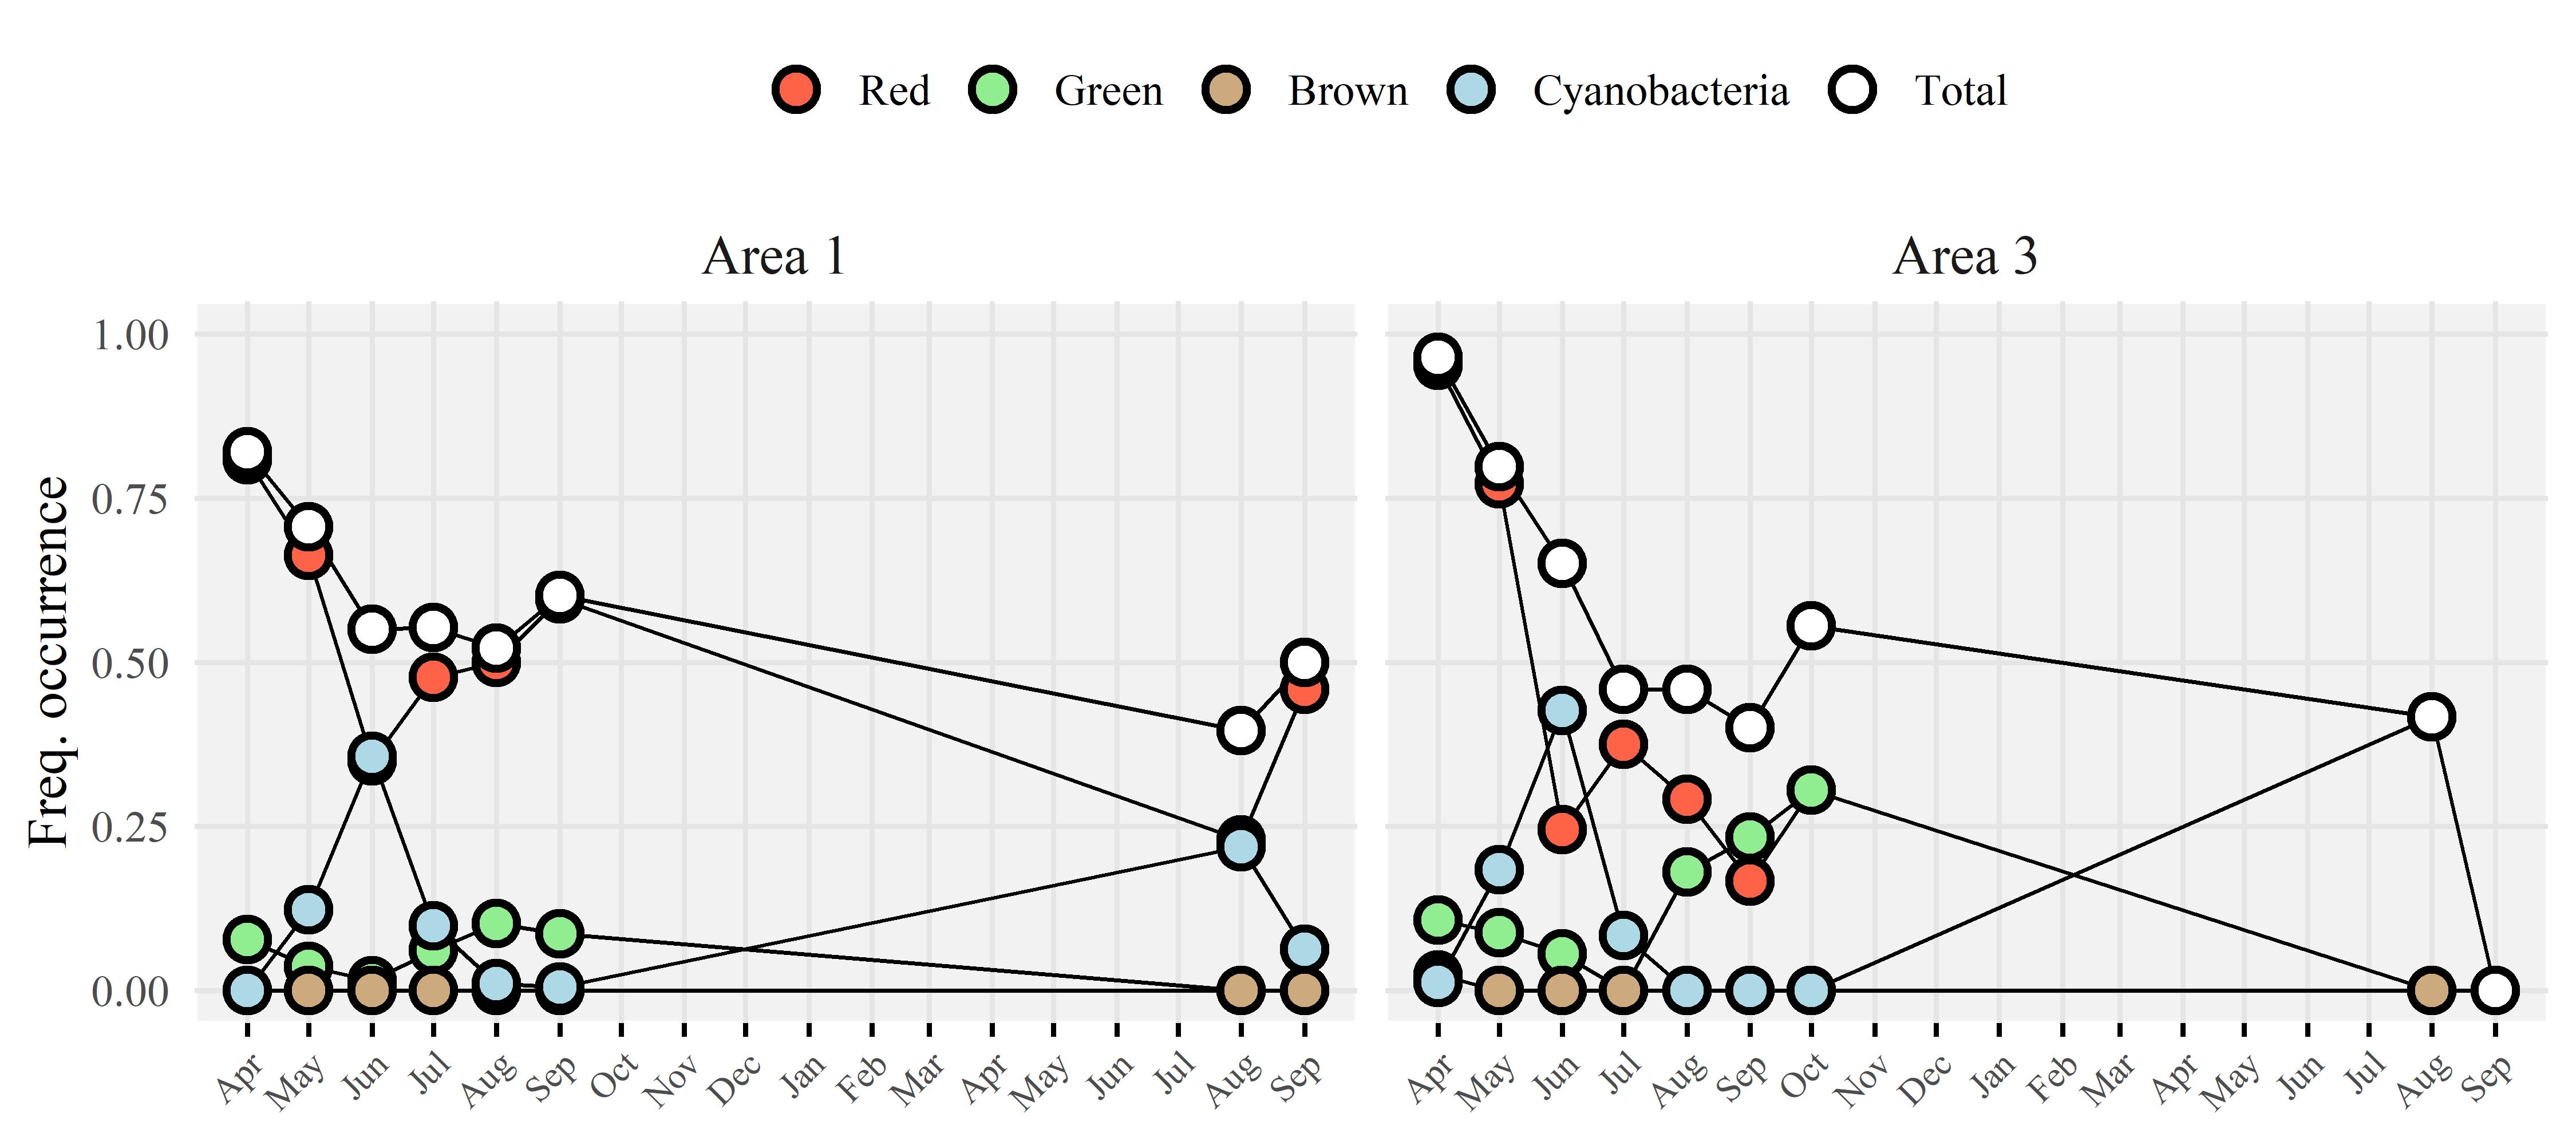 Red Green Brown Cyanobacteria Total
Area 1 Area 3
Freq. occurrence
1.00
0.75
0.50
0.25
0.00
Apr May Jun Jul Aug Sep Oct Nov Dec Jan Feb Mar Apr May Jun Jul Aug Sep
Apr May Jun Jul Aug Sep Oct Nov Dec Jan Feb Mar Apr May Jun Jul Aug Sep